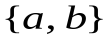 {a, b}